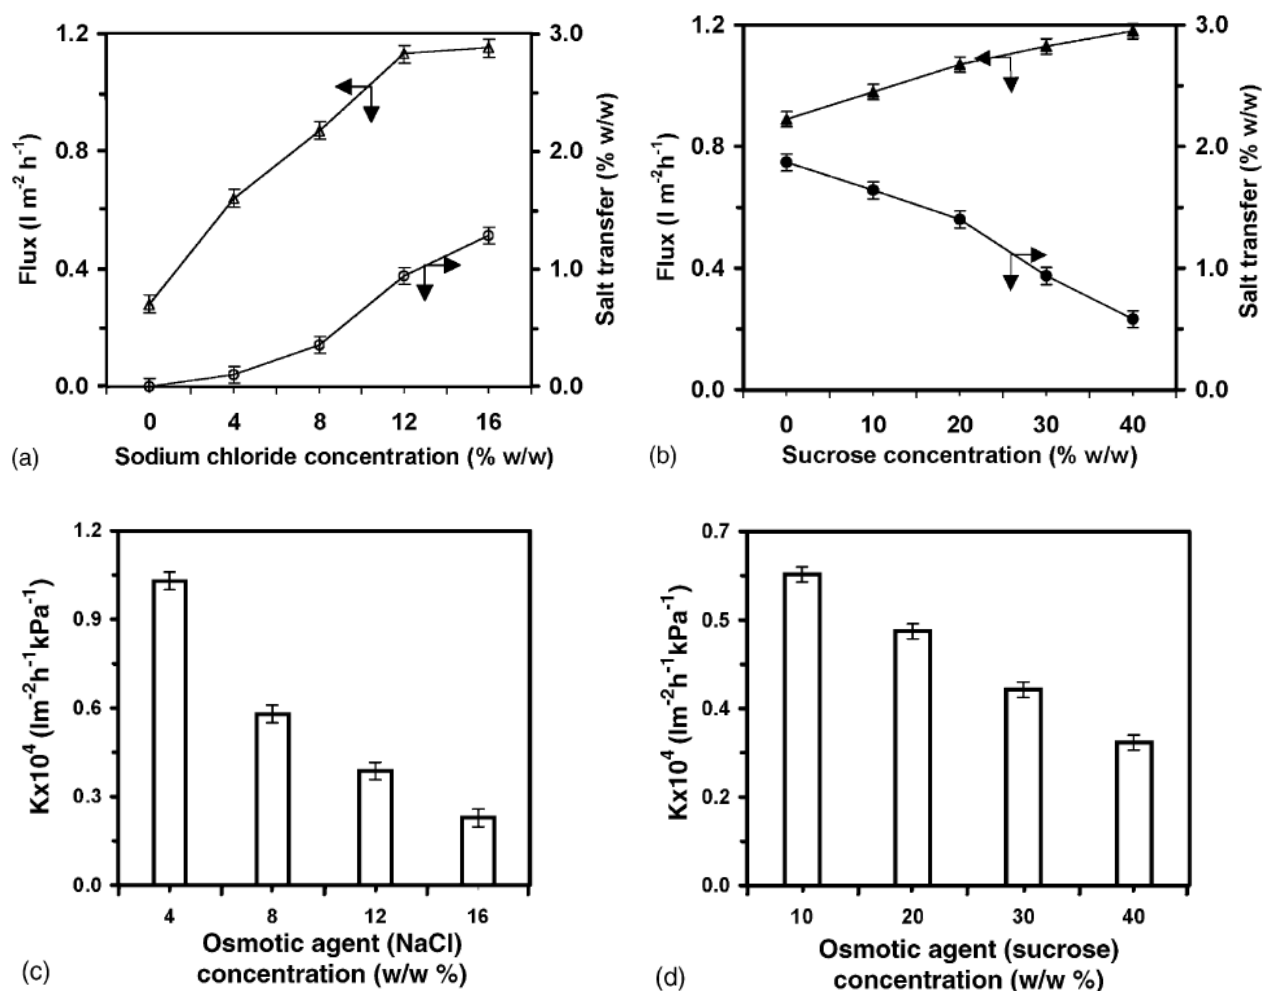 1.2
0.8
0.4
0.0
Flux (l m-2 h-1)
3.0
2.0
1.0
0.0
Salt transfer (% w/w)
0 4 8 12 16
(a) Sodium chloride concentration (% w/w)
1.2
0.8
0.4
0.0
Flux (l m-2h-1)
3.0
2.0
1.0
0.0
Salt transfer (% w/w)
0 10 20 30 40
(b) Sucrose concentration (% w/w)
1.2
0.9
0.6
0.3
0.0
Kx104 (lm-2h-1kPa-1)
4 8 12 16
Osmotic agent (NaCl)
(c) concentration (w/w %)
0.7
0.5
0.4
0.2
0.0
Kx104 (lm-2h-1kPa-1)
10 20 30 40
Osmotic agent (sucrose)
(d) concentration (w/w %)